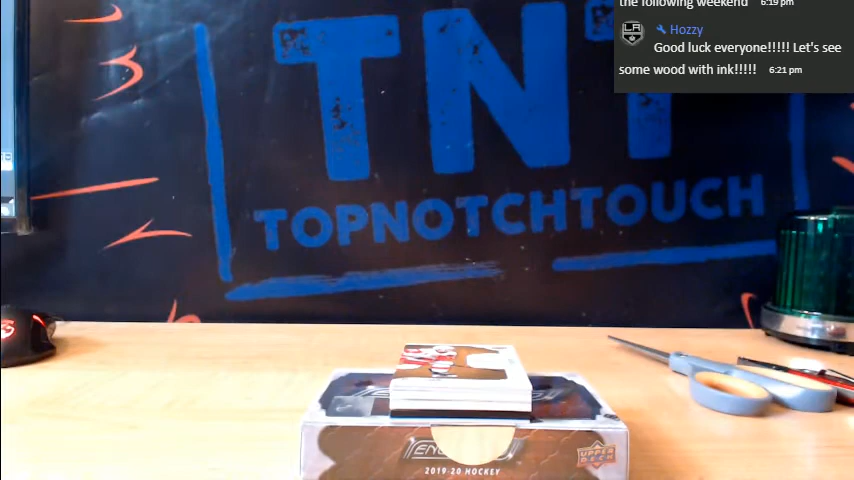 the following weekend 6:19 pm
Hozzy
Good luck everyone!!!!! Let's see
some wood with ink!!!!! 6:21 pm
TNT
TOPNOTCHTOUCH
2019-20 HOCKEY
UPPER
DECK